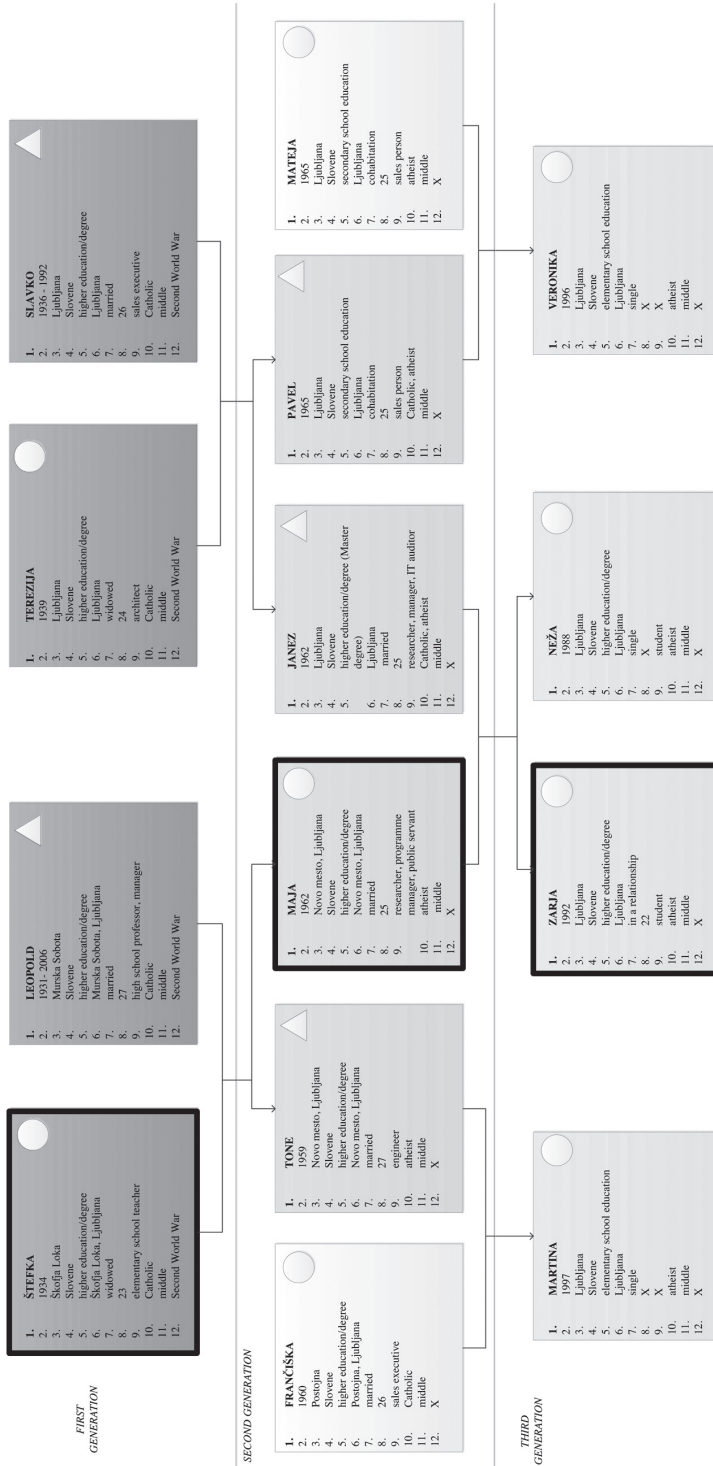 FIRST
GENERATION
1. ŠTEFKA
2. 1934
3. Škofja Loka
4. Slovene
5. higher education/degree
6. Škofja Loka, Ljubljana
7. widowed
8. 23
9. elementary school teacher
10. Catholic
11. middle
12. Second World War
1. LEOPOLD
2. 1931- 2006
3. Murska Sobota
4. Slovene
5. higher education/degree
6. Murska Sobota, Ljubljana
7. married
8. 27
9. high school professor, manager
10. Catholic
11. middle
12. Second World War
1. TEREZIJA
2. 1939
3. Ljubljana
4. Slovene
5. higher education/degree
6. Ljubljana
7. widowed
8. 24
9. architect
10. Catholic
11. middle
12. Second World War
1. SLAVKO
2. 1936 - 1992
3. Ljubljana
4. Slovene
5. higher education/degree
6. Ljubljana
7. married
8. 26
9. sales executive
10. Catholic
11. middle
12. Second World War
SECOND GENERATION
1. FRANČIŠKA
2. 1960
3. Postojna
4. Slovene
5. higher education/degree
6. Postojna, Ljubljana
7. married
8. 26
9. sales executive
10. Catholic
11. middle
12. X
1. TONE
2. 1959
3. Novo mesto, Ljubljana
4. Slovene
5. higher education/degree
6. Novo mesto, Ljubljana
7. married
8. 27
9. engineer
10. atheist
11. middle
12. X
1. MAJA
2. 1962
3. Novo mesto, Ljubljana
4. Slovene
5. higher education/degree
6. Novo mesto, Ljubljana
7. married
8. 25
9. researcher, programme
manager, public servant
10. atheist
11. middle
12. X
1. JANEZ
2. 1962
3. Ljubljana
4. Slovene
5. higher education/degree (Master
degree)
6. Ljubljana
7. married
8. 25
9. researcher, manager, IT auditor
10. Catholic, atheist
11. middle
12. X
1. PAVEL
2. 1965
3. Ljubljana
4. Slovene
5. secondary school education
6. Ljubljana
7. cohabitation
8. 25
9. sales person
10. Catholic, atheist
11. middle
12. X
1. MATEJA
2. 1965
3. Ljubljana
4. Slovene
5. secondary school education
6. Ljubljana
7. cohabitation
8. 25
9. sales person
10. atheist
11. middle
12. X
THIRD
GENERATION
1. MARTINA
2. 1997
3. Ljubljana
4. Slovene
5. elementary school education
6. Ljubljana
7. single
8. X
9. X
10. atheist
11. middle
12. X
1. ZARJA
2. 1992
3. Ljubljana
4. Slovene
5. higher education/degree
6. Ljubljana
7. in a relationship
8. 22
9. student
10. atheist
11. middle
12. X
1. NEŽA
2. 1988
3. Ljubljana
4. Slovene
5. higher education/degree
6. Ljubljana
7. single
8. X
9. student
10. atheist
11. middle
12. X
1. VERONIKA
2. 1996
3. Ljubljana
4. Slovene
5. elementary school education
6. Ljubljana
7. single
8. X
9. X
10. atheist
11. middle
12. X